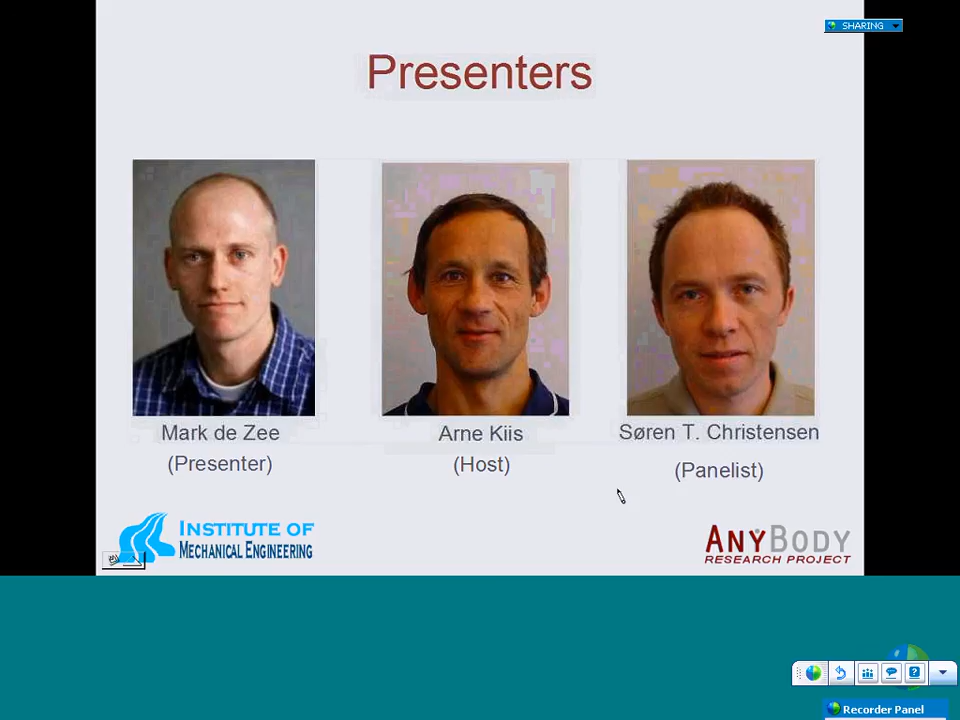 SHARING
Presenters
Mark de Zee
(Presenter)
Arne Kiis
(Host)
Søren T. Christensen
(Panelist)
INSTITUTE OF
MECHANICAL ENGINEERING
ANYBODY
RESEARCH PROJECT
Recorder Panel